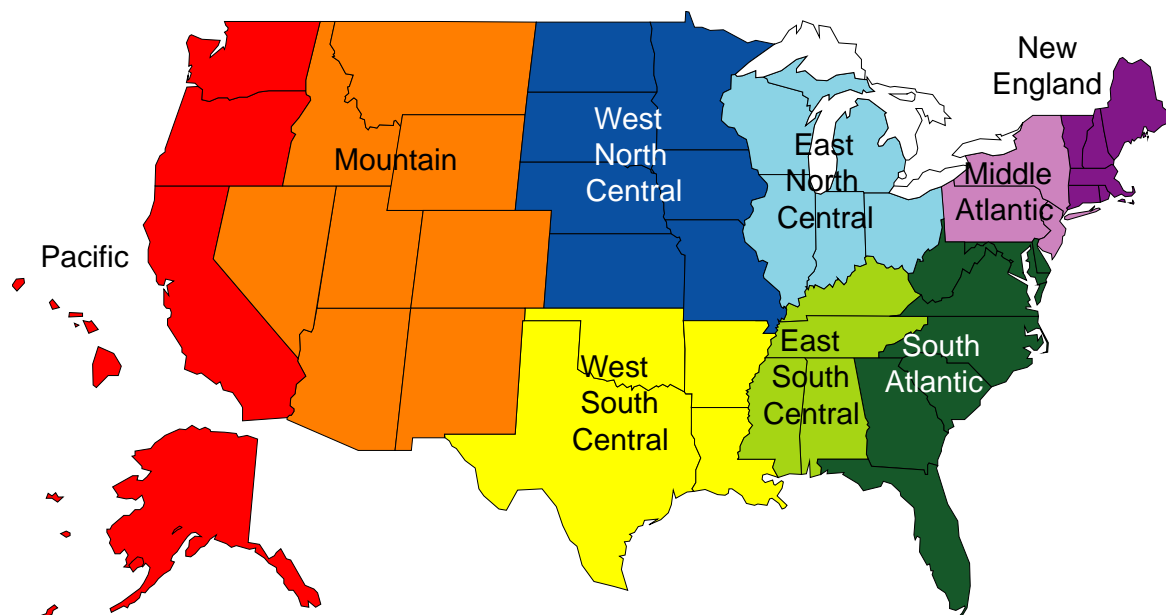 New
England
West
North
Central
East
North
Central
Mountain
Middle
Atlantic
Pacific
West
South
Central
East
South
Central
South
Atlantic